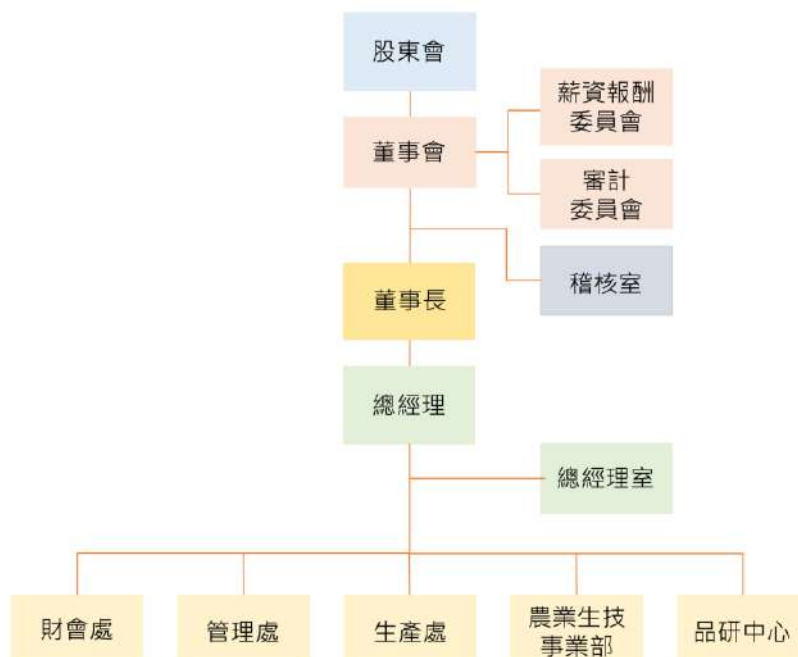 股東會
薪資報酬
委員會
董事會
審計
委員會
稽核室
董事長
總經理
總經理室
財會處
管理處
生產處
農業生技
事業部
品研中心